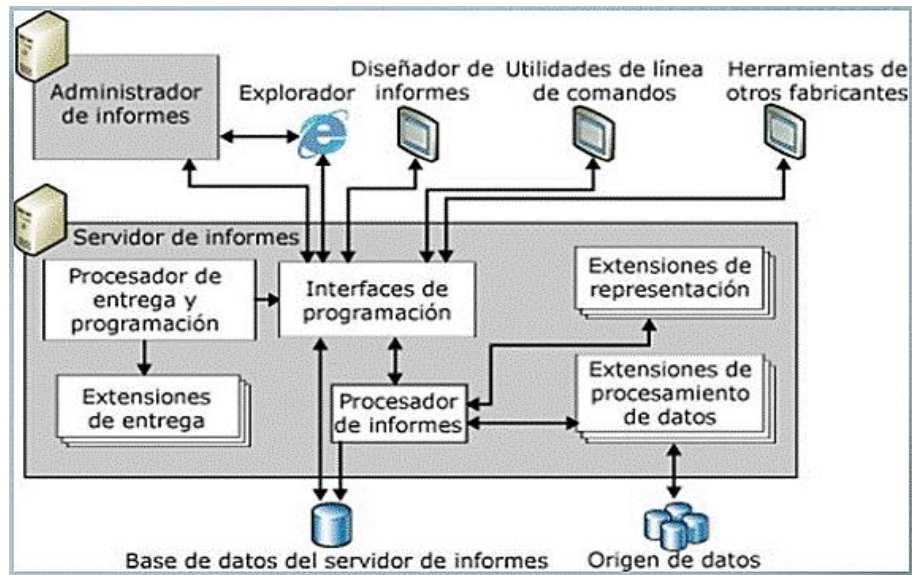 Administrador
de informes
Explorador
Diseñador de
informes
Utilidades de línea
de comandos
Herramientas de
otros fabricantes
Servidor de informes
Procesador de
entrega y
programación
Interfaces de
programación
Extensiones de
representación
Extensiones
de entrega
Procesador
de informes
Extensiones de
procesamiento
de datos
Base de datos del servidor de informes
Origen de datos